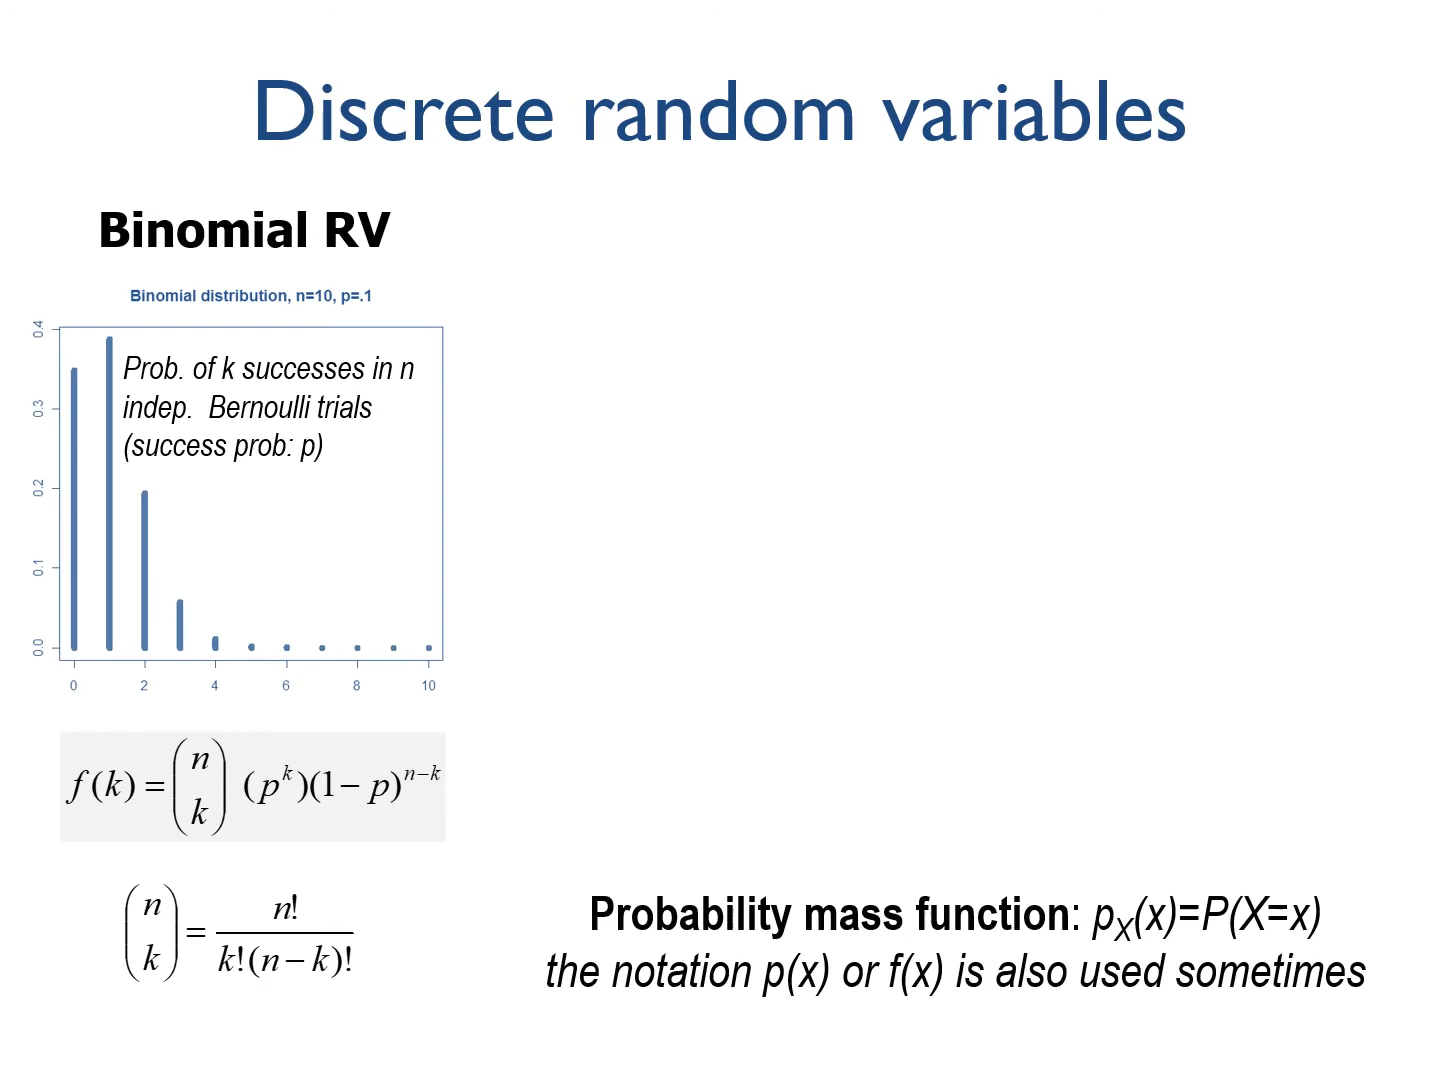 Discrete random variables
Binomial RV
Binomial distribution, n=10, p=.1
0.4
0.3
0.2
0.1
0.0
Prob. of k successes in n
indep. Bernoulli trials
(success prob: p)
0 2 4 6 8 10
f(k) = (n k) (p^k)(1 − p)^{n−k}
(n k) = n! / k!(n − k)!
Probability mass function: p_X(x)=P(X=x)
the notation p(x) or f(x) is also used sometimes